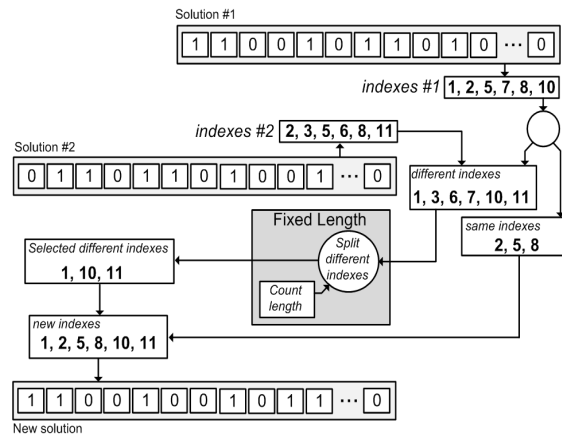 Solution #1
1 1 0 0 1 0 1 1 0 1 0 ··· 0
indexes #1 1, 2, 5, 7, 8, 10
indexes #2 2, 3, 5, 6, 8, 11
Solution #2
0 1 1 0 1 1 0 1 0 0 1 ··· 0
different indexes
1, 3, 6, 7, 10, 11
same indexes
2, 5, 8
Fixed Length
Split
different
indexes
Count
length
Selected different indexes
1, 10, 11
new indexes
1, 2, 5, 8, 10, 11
1 1 0 0 1 0 0 1 0 1 1 ··· 0
New solution